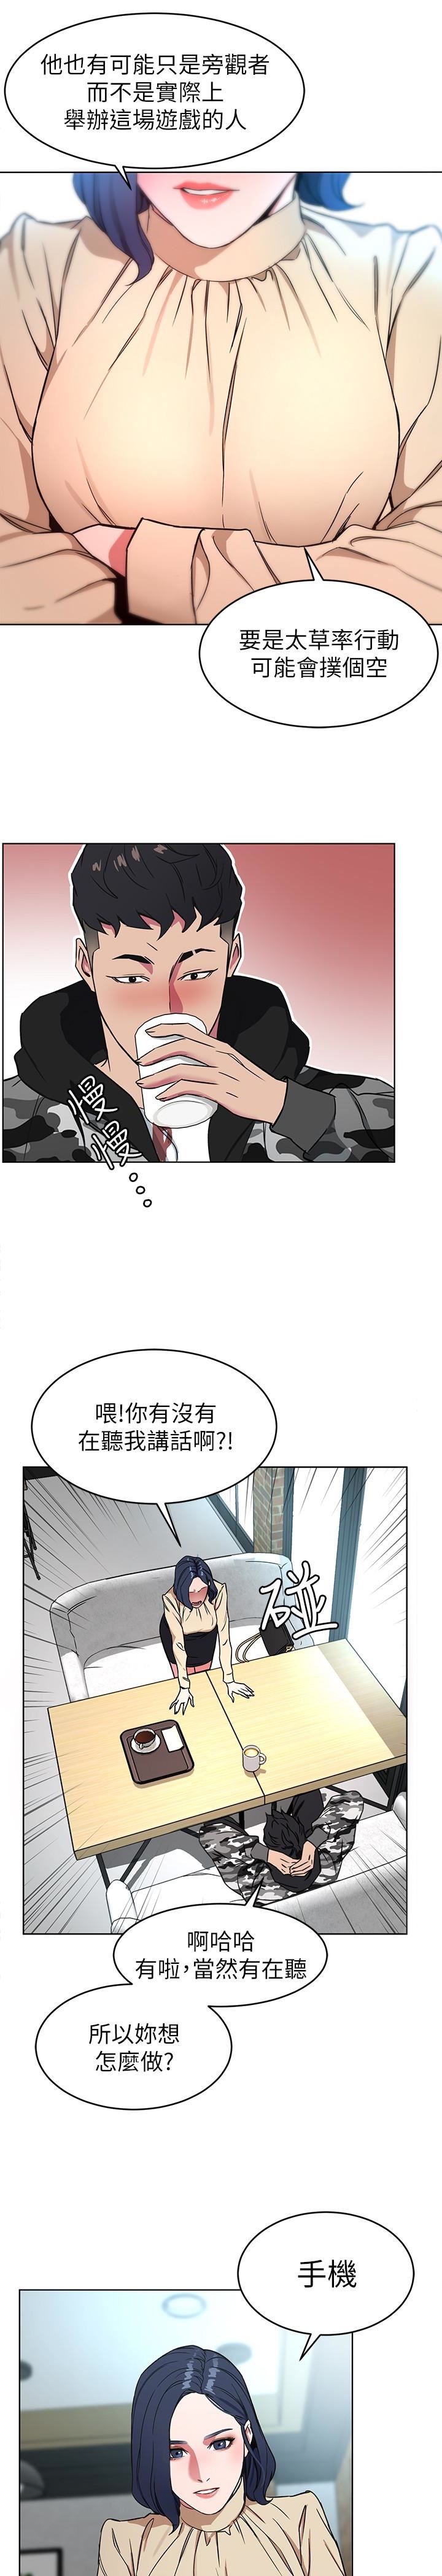 他也有可能只是旁觀者
而不是實際上
舉辦這場遊戲的人
要是太草率行動
可能會撲個空
慢慢...
喂!你有沒有
在聽我講話啊?!
碰
啊哈哈
有啦,當然有在聽
所以妳想
怎麼做?
手機